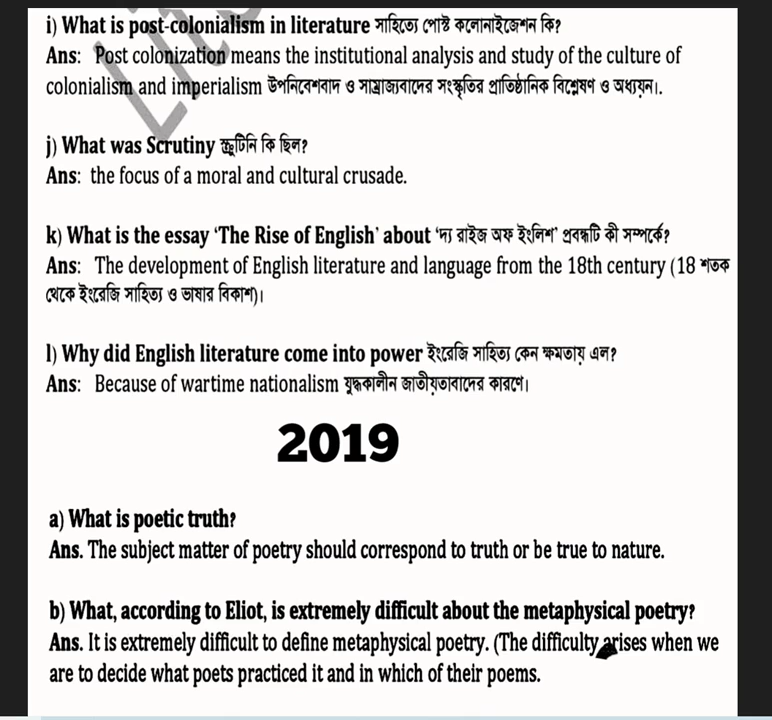 i) What is post-colonialism in literature সাহিত্যে পোষ্ট কলোনাইজেশন কি?
Ans: Post colonization means the institutional analysis and study of the culture of
colonialism and imperialism উপনিবেশবাদ ও সাম্রাজ্যবাদের সংস্কৃতির প্রাতিষ্ঠানিক বিশ্লেষণ ও অধ্যয়ন।.
j) What was Scrutiny স্ক্রুটিনি কি ছিল?
Ans: the focus of a moral and cultural crusade.
k) What is the essay ‘The Rise of English’ about ‘দ্য রাইজ অফ ইংলিশ’ প্রবন্ধটি কী সম্পর্কে?
Ans: The development of English literature and language from the 18th century (18 শতক
থেকে ইংরেজি সাহিত্য ও ভাষার বিকাশ)।
l) Why did English literature come into power ইংরেজি সাহিত্য কেন ক্ষমতায় এল?
Ans: Because of wartime nationalism যুদ্ধকালীন জাতীয়তাবাদের কারণে।
2019
a) What is poetic truth?
Ans. The subject matter of poetry should correspond to truth or be true to nature.
b) What, according to Eliot, is extremely difficult about the metaphysical poetry?
Ans. It is extremely difficult to define metaphysical poetry. (The difficulty arises when we
are to decide what poets practiced it and in which of their poems.